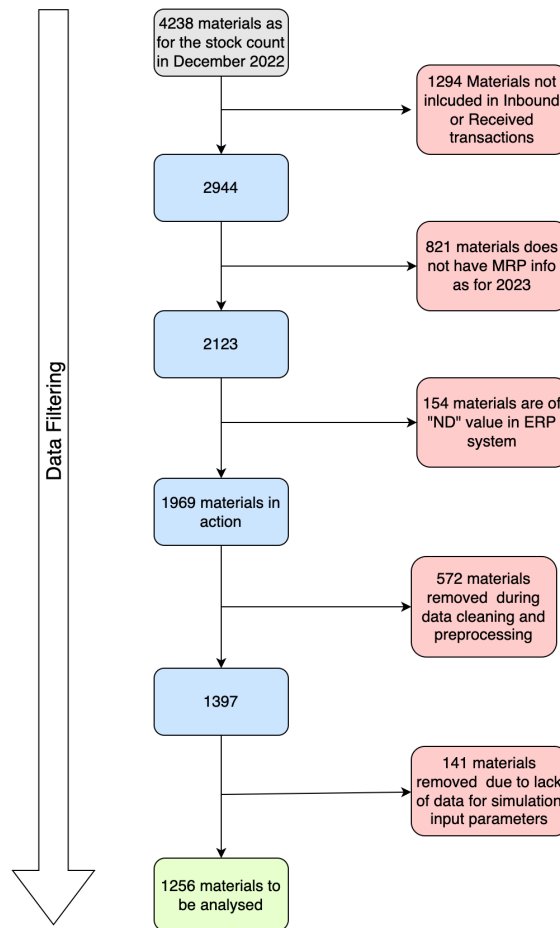 4238 materials as
for the stock count
in December 2022
1294 Materials not
inlcuded in Inbound
or Received
transactions
2944
821 materials does
not have MRP info
as for 2023
2123
154 materials are of
"ND" value in ERP
system
1969 materials in
action
572 materials
removed during
data cleaning and
preprocessing
1397
141 materials
removed due to lack
of data for simulation
input parameters
1256 materials to
be analysed
Data Filtering